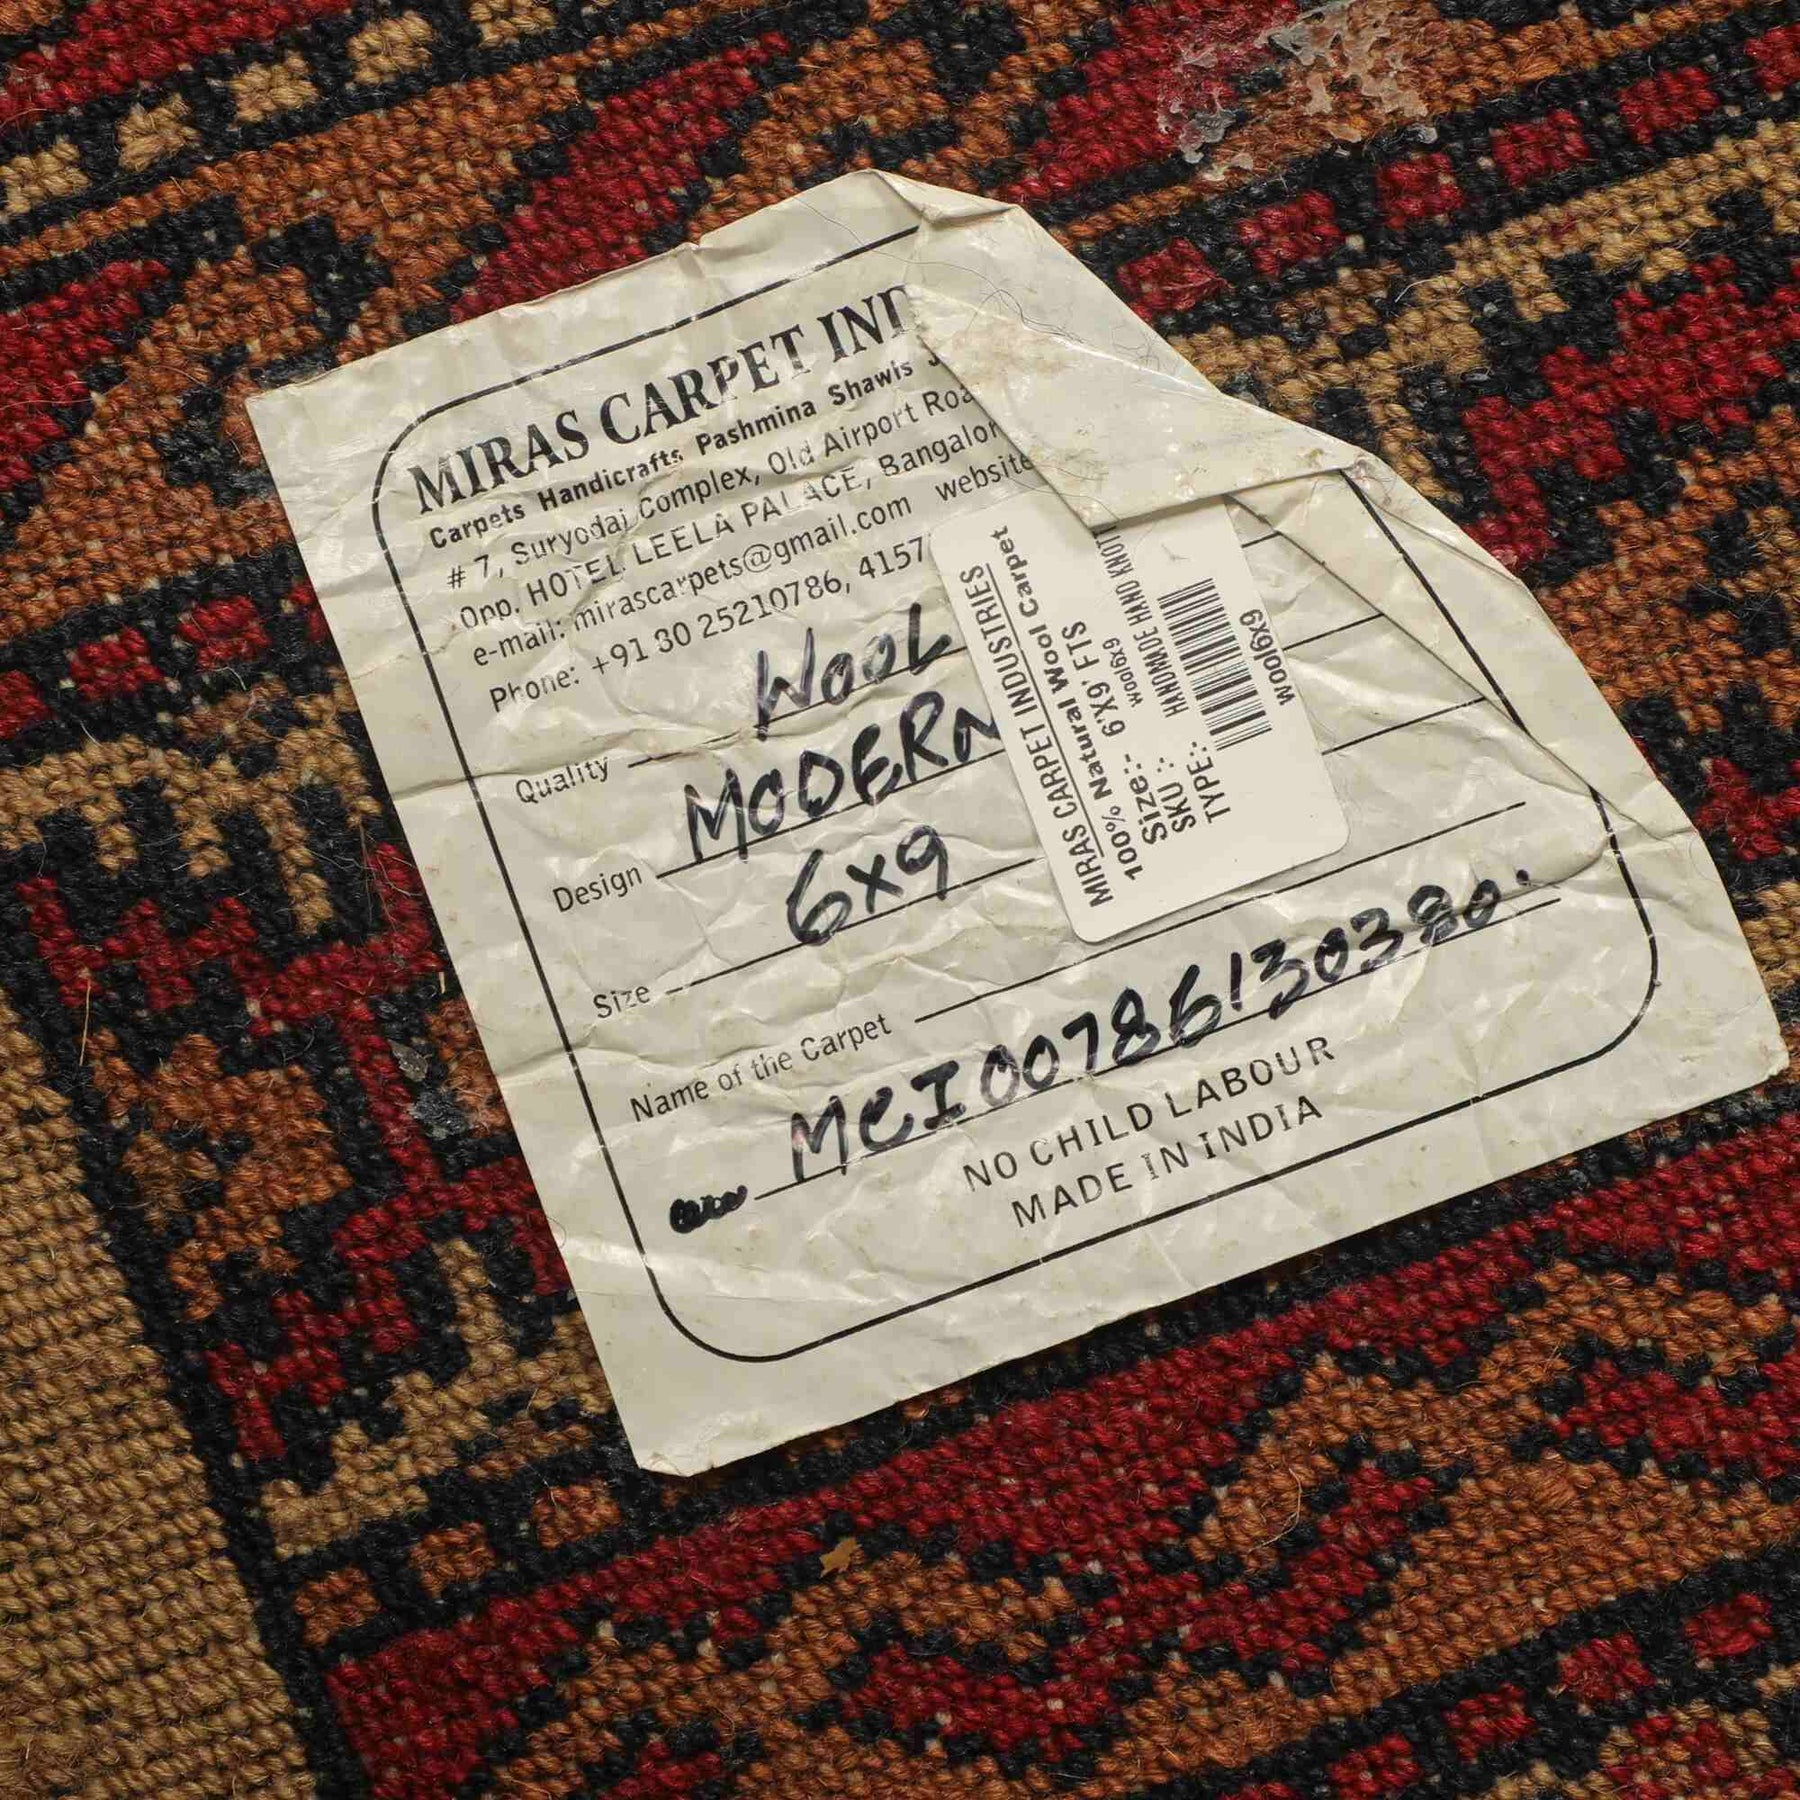 MIRAS CARPET IND
Carpets Handicrafts Pashmina Shawls J
# 7, Suryodai Complex, Old Airport Roa
Opp. HOTEL LEELA PALACE, Bangalor
e-mail: mirascarpets@gmail.com website
Phone: +91 80 25210786, 4157
Quality WOOL
Design MODERN
Size 6x9
Name of the Carpet
MCI00786130380.
NO CHILD LABOUR
MADE IN INDIA
MIRAS CARPET INDUSTRIES
100% Natural Wool Carpet
Size:- 6'X9' FTS
SKU :- wool6x9
TYPE:- HANDMADE HAND KNOT
wool6x9